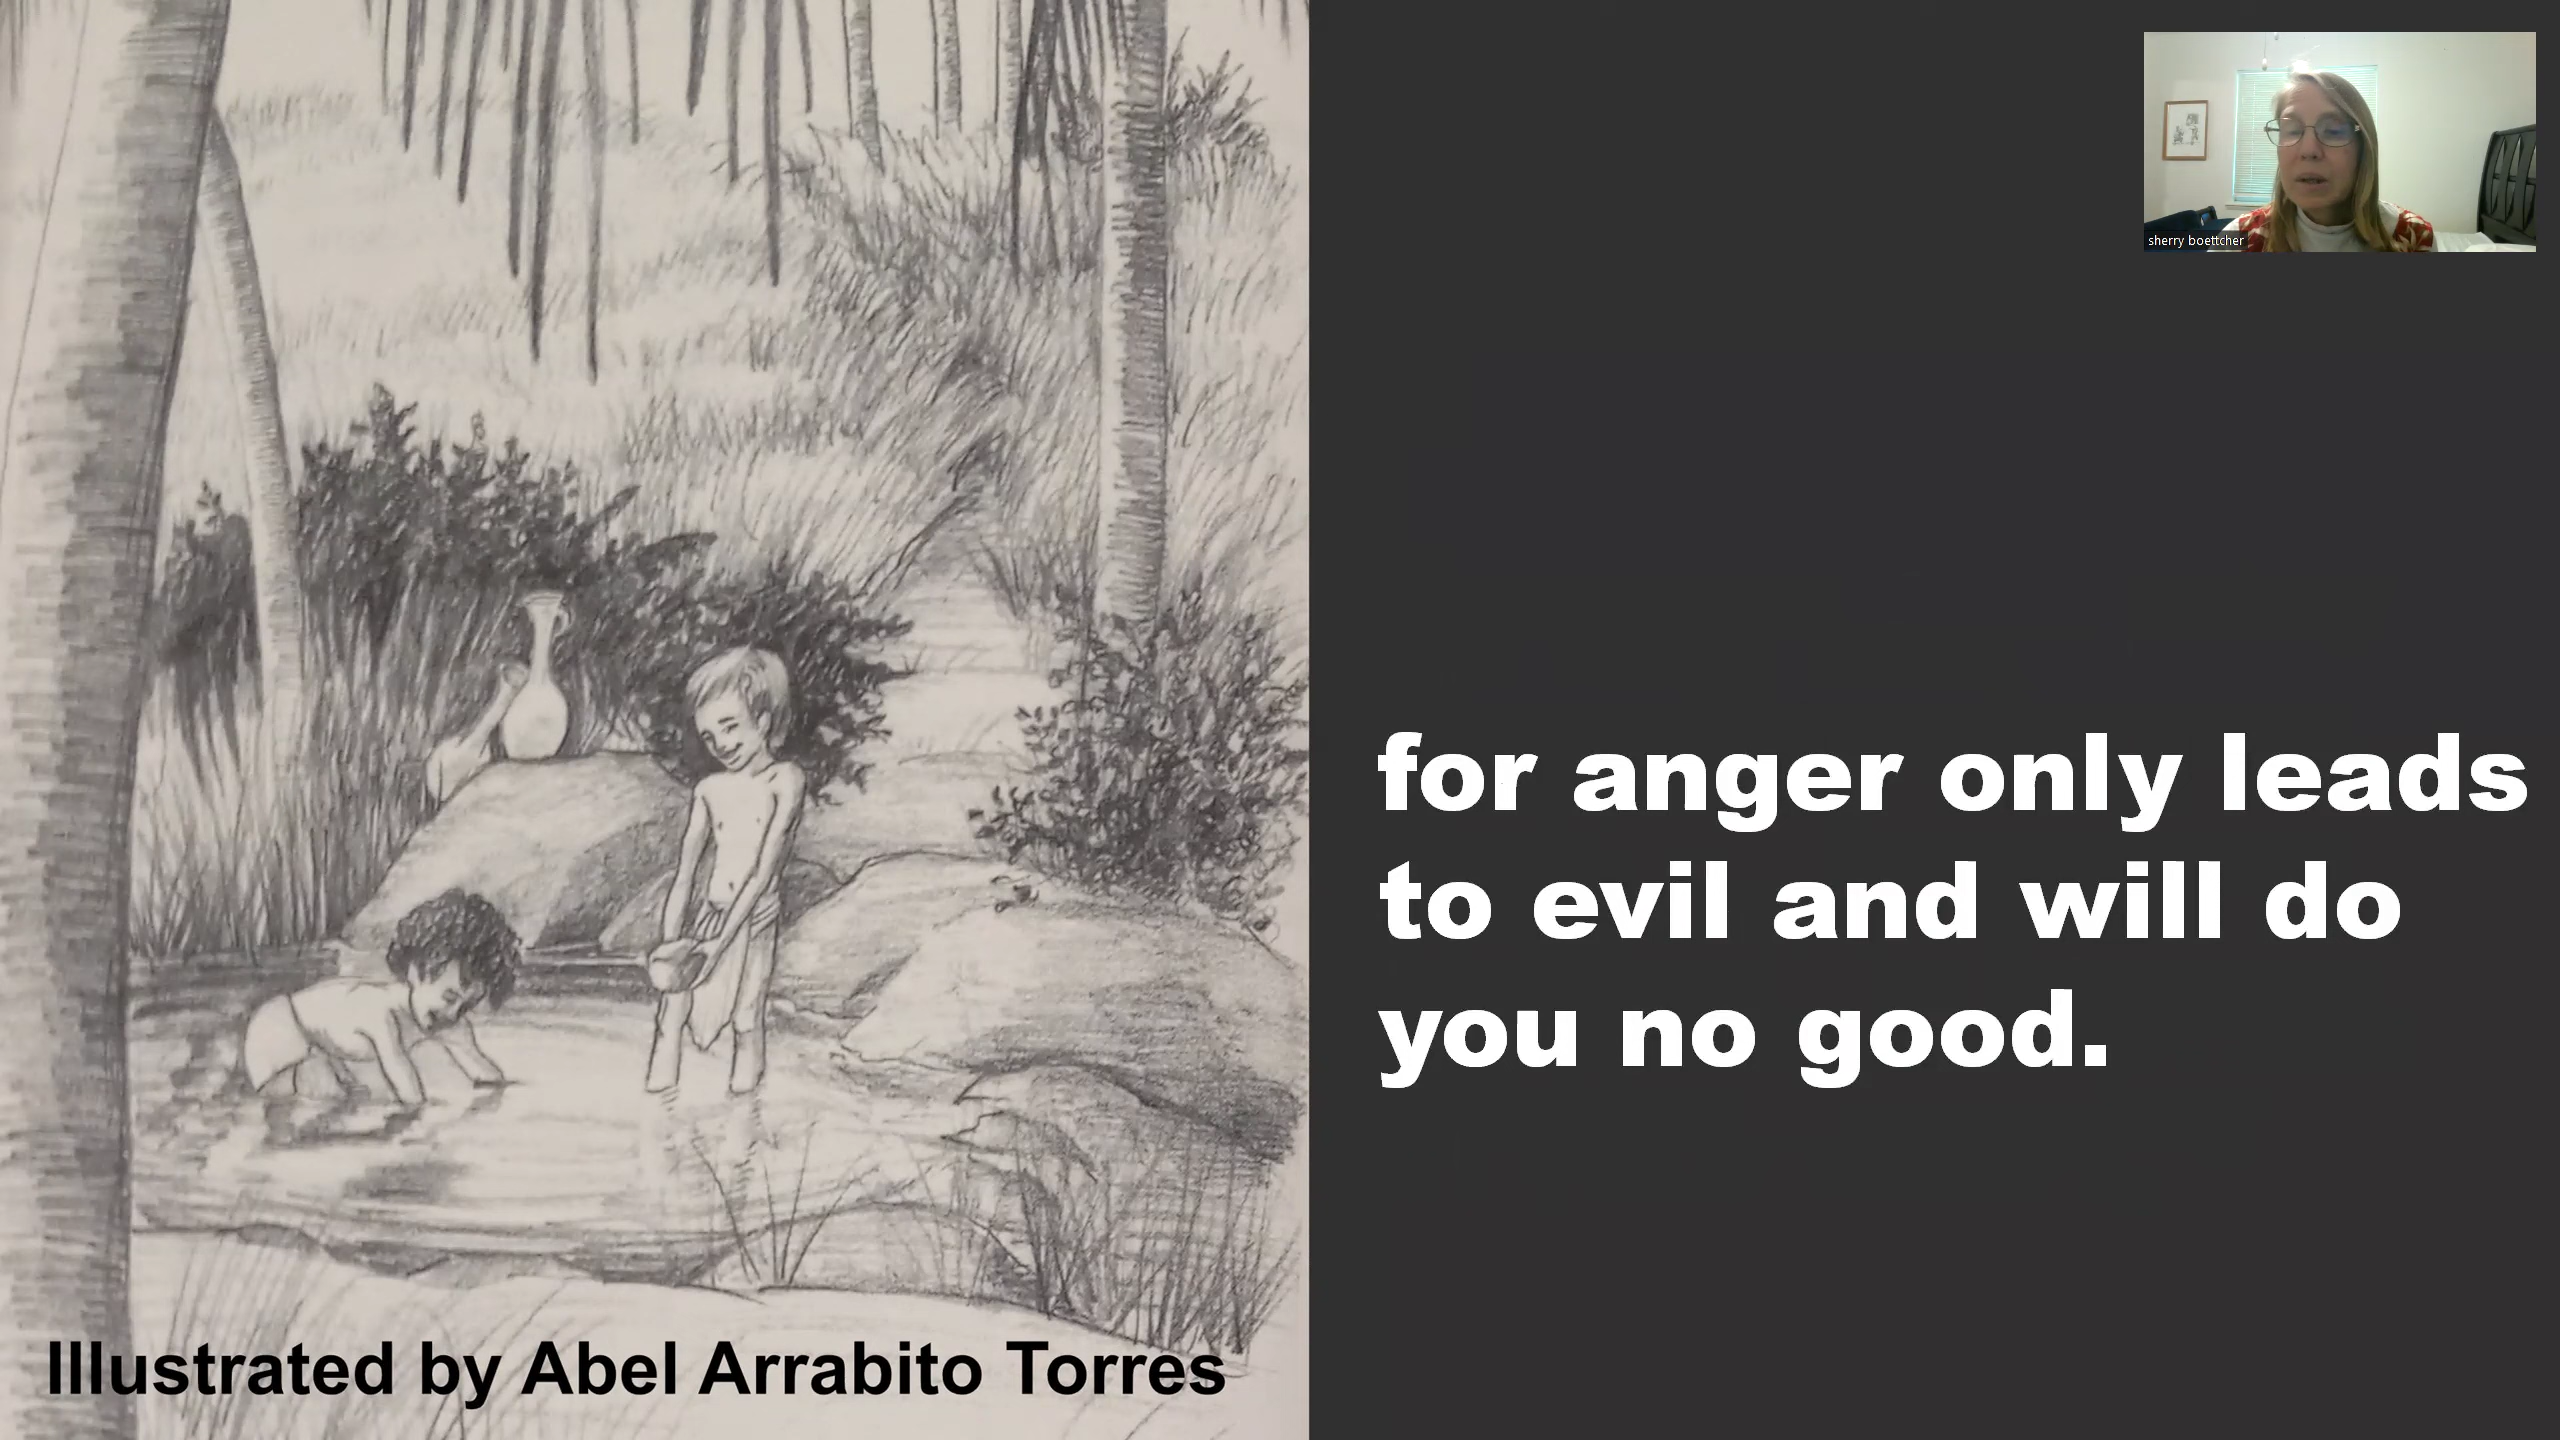 sherry boettcher
for anger only leads
to evil and will do
you no good.
Illustrated by Abel Arrabito Torres